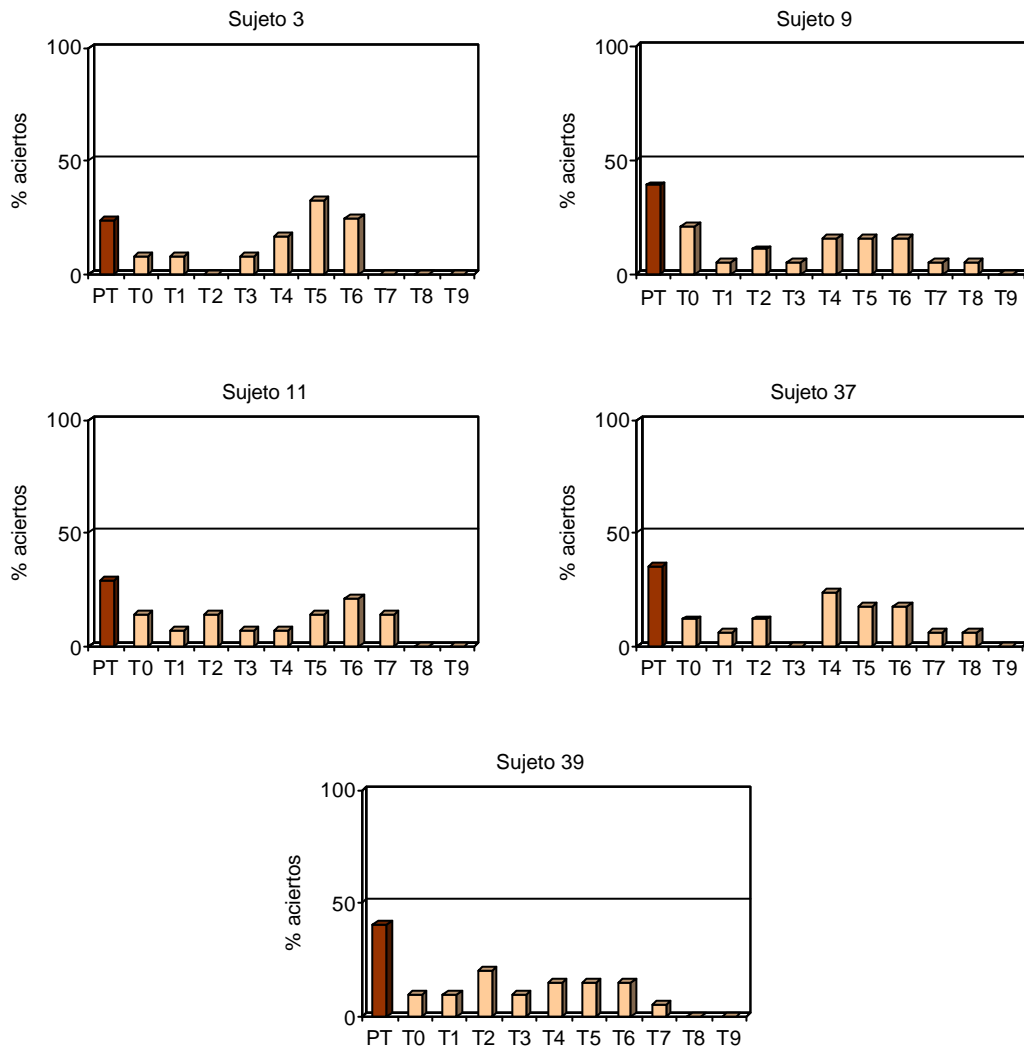 Sujeto 3
100
50
0
% aciertos
PT T0 T1 T2 T3 T4 T5 T6 T7 T8 T9
Sujeto 9
100
50
0
% aciertos
PT T0 T1 T2 T3 T4 T5 T6 T7 T8 T9
Sujeto 11
100
50
0
% aciertos
PT T0 T1 T2 T3 T4 T5 T6 T7 T8 T9
Sujeto 37
100
50
0
% aciertos
PT T0 T1 T2 T3 T4 T5 T6 T7 T8 T9
Sujeto 39
100
50
0
% aciertos
PT T0 T1 T2 T3 T4 T5 T6 T7 T8 T9